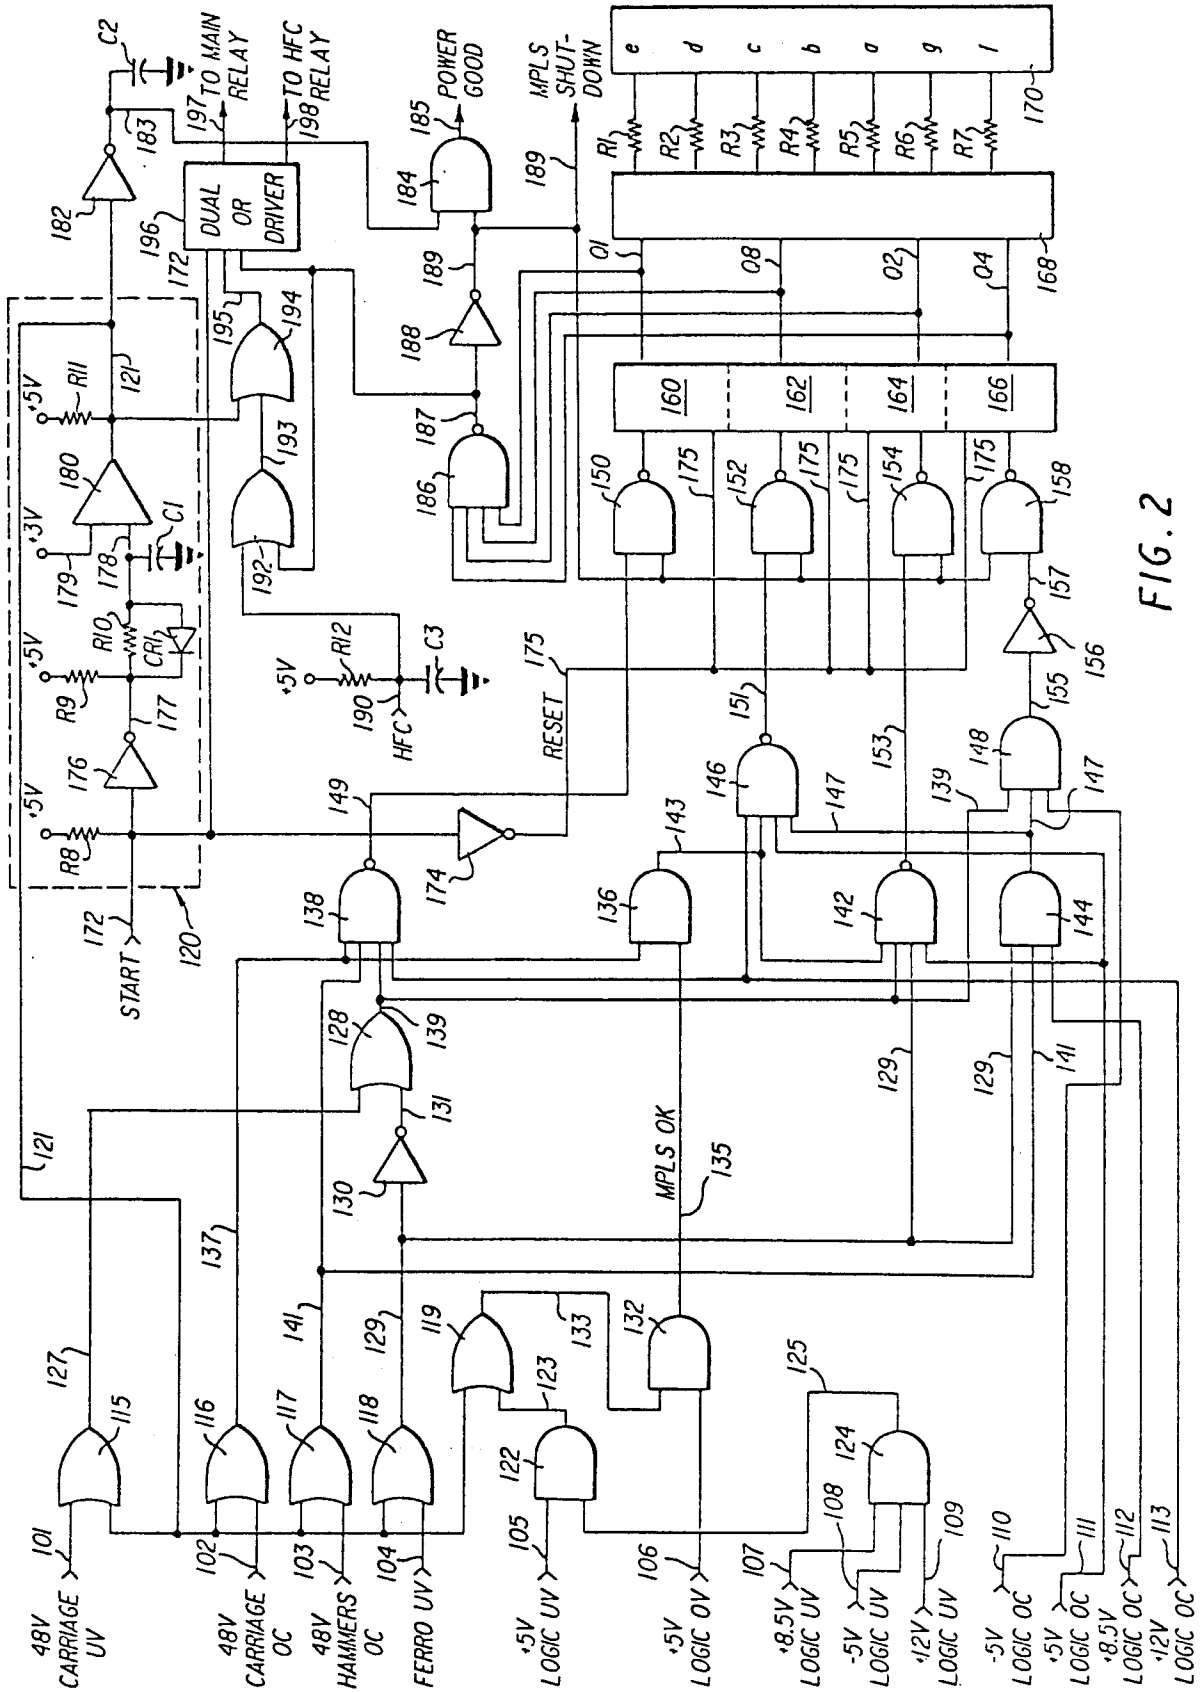 48V
CARRIAGE
UV
101
115
127
121
48V
CARRIAGE
OC
102
116
137
48V
HAMMERS
OC
103
117
141
FERRO UV
104
118
129
130
131
128
139
+5V
LOGIC UV
105
122
123
119
133
+5V
LOGIC OV
106
132
MPLS OK
135
+8.5V
LOGIC UV
107
-5V
LOGIC UV
108
+12V
LOGIC UV
109
124
125
-5V
LOGIC OC
110
+5V
LOGIC OC
111
+8.5V
LOGIC OC
112
+12V
LOGIC OC
113
START
172
120
R8
+5V
176
177
R9
+5V
R10
CR1
178
C1
179
+3V
180
R11
+5V
121
182
183
C2
138
149
174
RESET
175
HFC
190
+5V
R12
C3
192
193
194
195
172
196
DUAL
OR
DRIVER
197
TO MAIN
RELAY
198
TO HFC
RELAY
186
187
188
189
184
185
POWER
GOOD
189
MPLS
SHUT-
DOWN
136
143
146
151
147
129
142
153
129
141
144
139
147
148
155
156
157
150
175
152
175
175
154
175
158
160
162
164
166
Q1
Q8
Q2
Q4
168
R1
R2
R3
R4
R5
R6
R7
e
d
c
b
a
g
f
170
FIG. 2